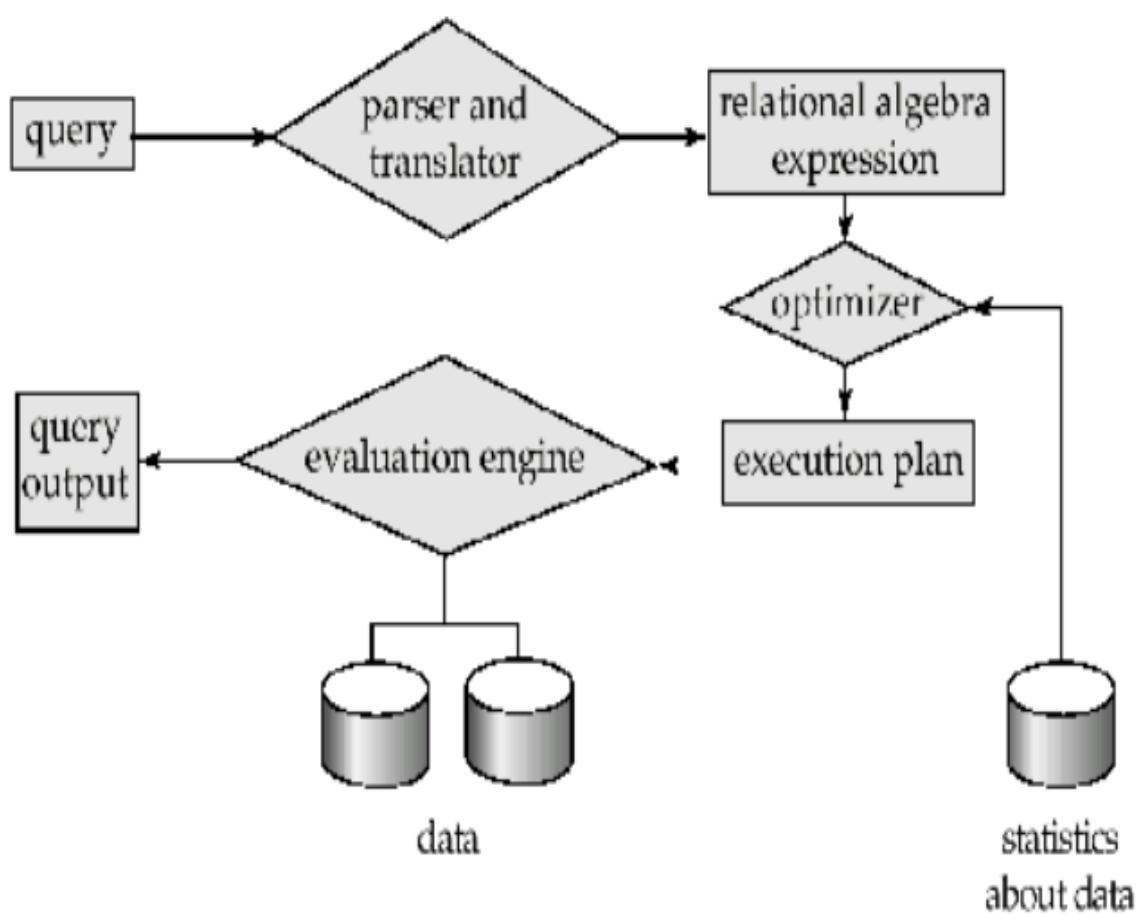 query
parser and
translator
relational algebra
expression
optimizer
query
output
evaluation engine
execution plan
data
statistics
about data